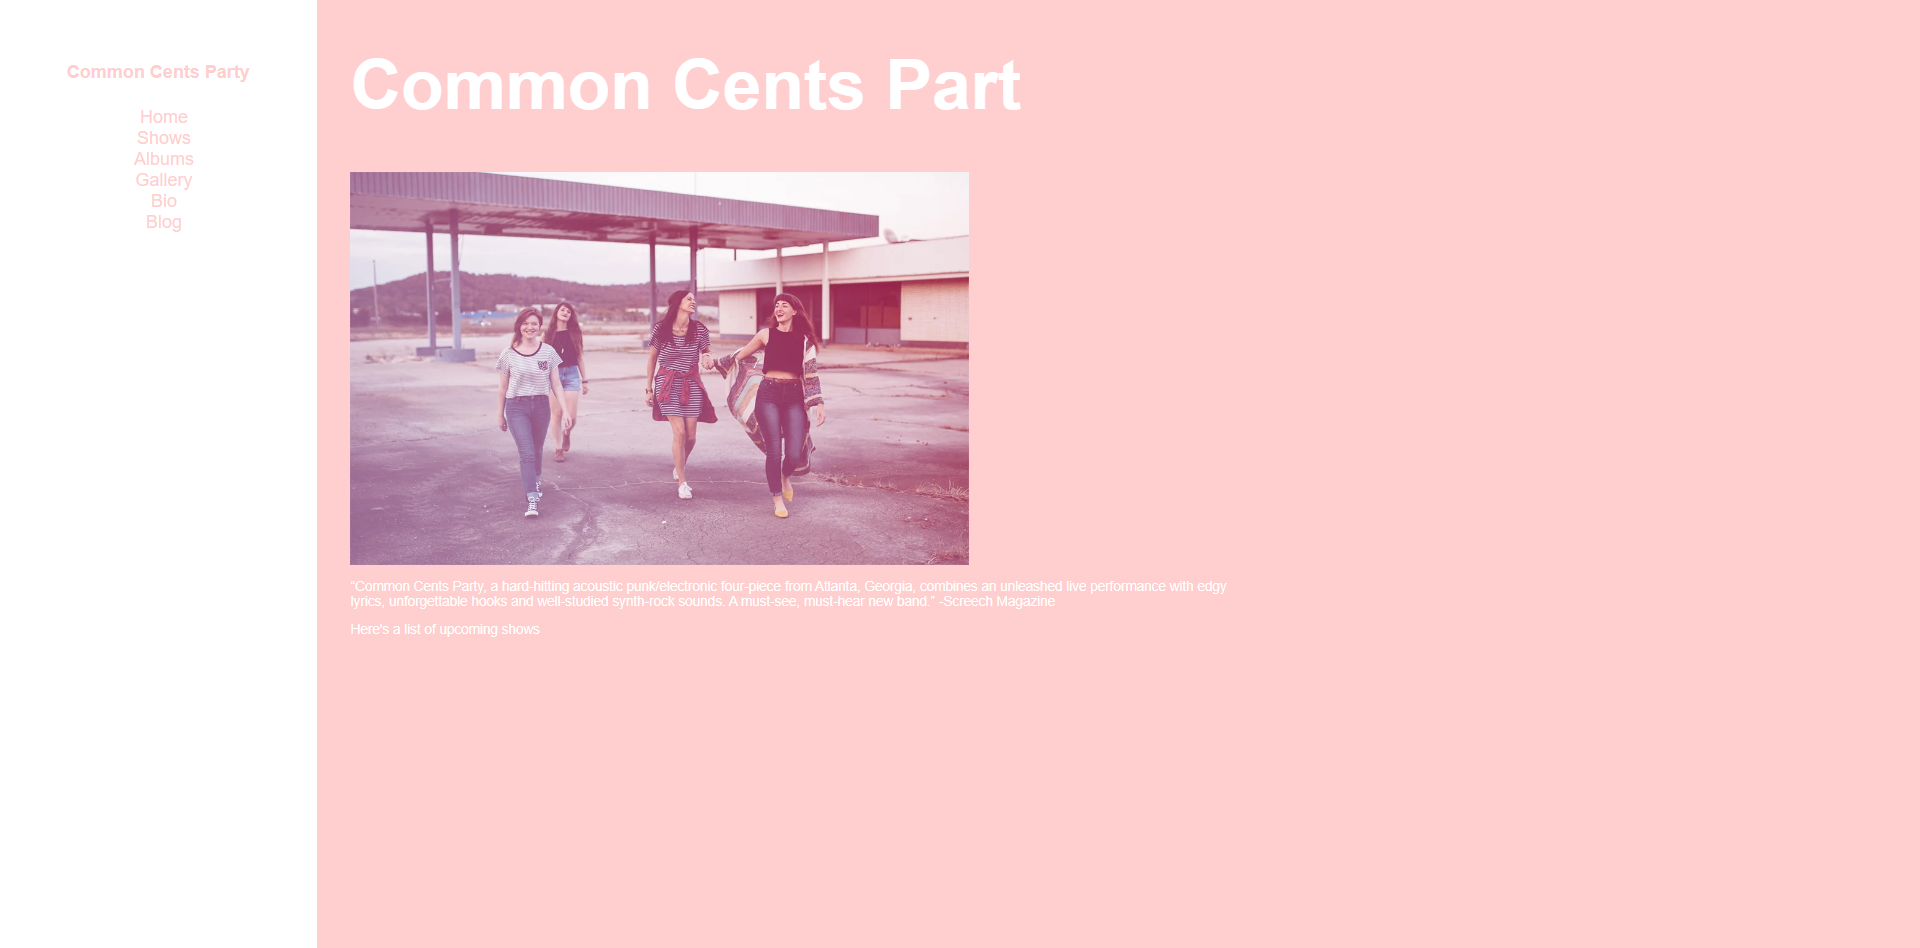 Common Cents Party
Home
Shows
Albums
Gallery
Bio
Blog
Common Cents Part
“Common Cents Party, a hard-hitting acoustic punk/electronic four-piece from Atlanta, Georgia, combines an unleashed live performance with edgy
lyrics, unforgettable hooks and well-studied synth-rock sounds. A must-see, must-hear new band.” -Screech Magazine
Here's a list of upcoming shows